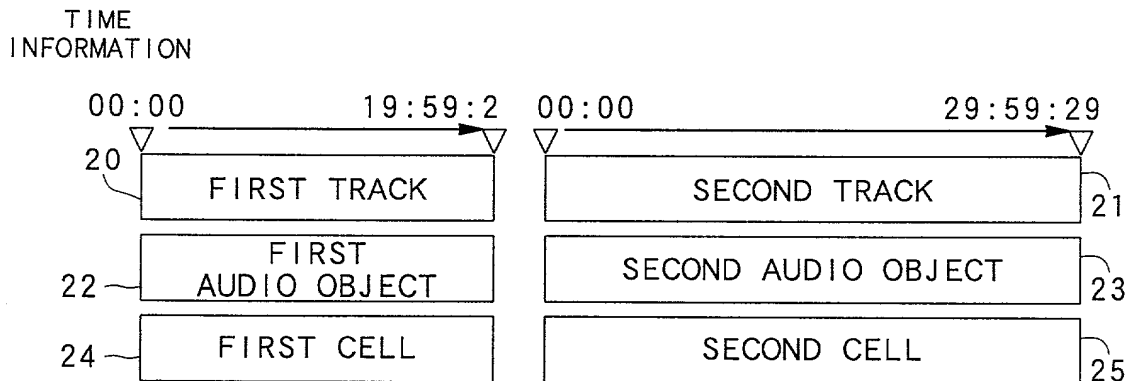 TIME
INFORMATION
00:00 19:59:2 00:00 29:59:29
20 FIRST TRACK SECOND TRACK 21
FIRST
AUDIO OBJECT SECOND AUDIO OBJECT
22 23
24 FIRST CELL SECOND CELL 25